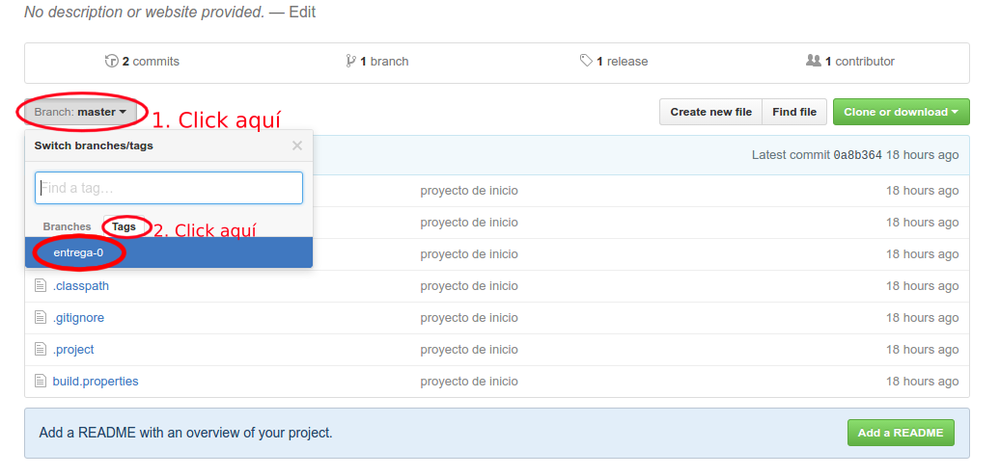 No description or website provided. — Edit
2 commits
1 branch
1 release
1 contributor
Branch: master
1. Click aquí
Create new file
Find file
Clone or download
Switch branches/tags
Latest commit 0a8b364 18 hours ago
Find a tag…
proyecto de inicio 18 hours ago
Branches
Tags
2. Click aquí
proyecto de inicio 18 hours ago
entrega-0
proyecto de inicio 18 hours ago
.classpath proyecto de inicio 18 hours ago
.gitignore proyecto de inicio 18 hours ago
.project proyecto de inicio 18 hours ago
build.properties proyecto de inicio 18 hours ago
Add a README with an overview of your project.
Add a README